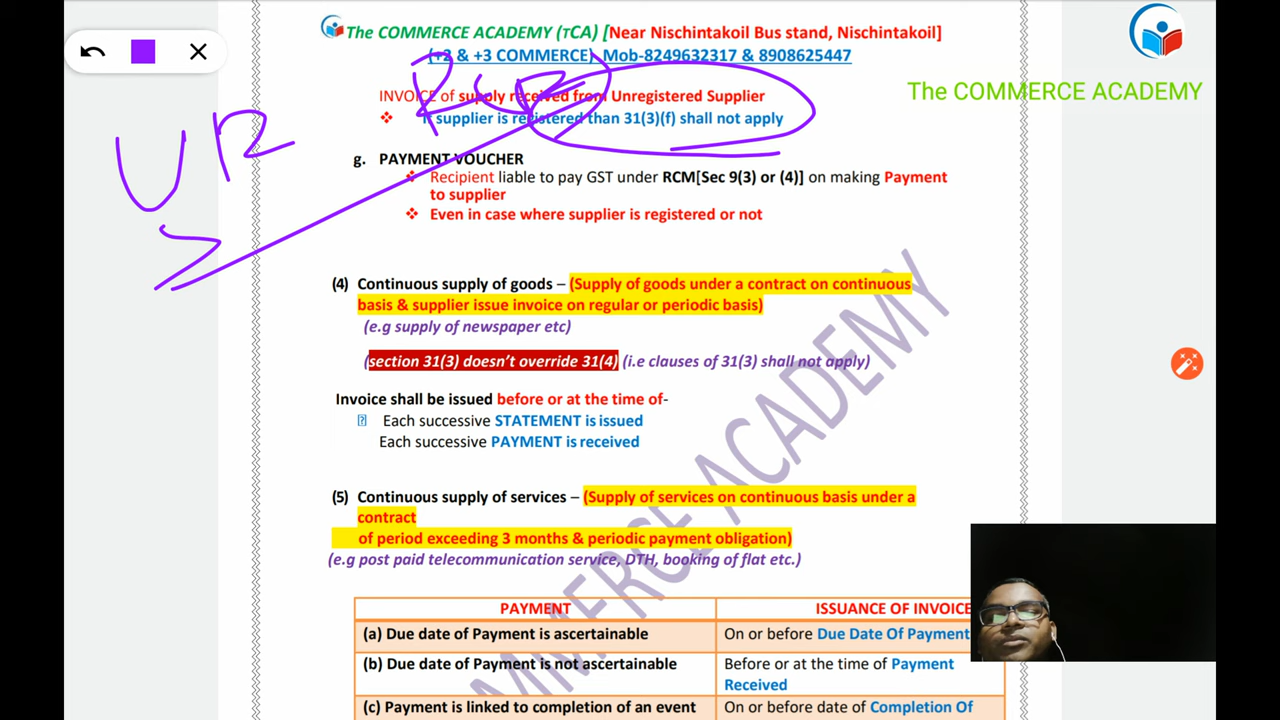 The COMMERCE ACADEMY (TCA) [Near Nischintakoil Bus stand, Nischintakoil]
(+2 & +3 COMMERCE) Mob-8249632317 & 8908625447
The COMMERCE ACADEMY
INVOICE of supply received from Unregistered Supplier
❖ If supplier is registered than 31(3)(f) shall not apply
UR
g. PAYMENT VOUCHER
❖ Recipient liable to pay GST under RCM[Sec 9(3) or (4)] on making Payment
to supplier
❖ Even in case where supplier is registered or not
(4) Continuous supply of goods – (Supply of goods under a contract on continuous
basis & supplier issue invoice on regular or periodic basis)
(e.g supply of newspaper etc)
(section 31(3) doesn't override 31(4) (i.e clauses of 31(3) shall not apply)
Invoice shall be issued before or at the time of-
Each successive STATEMENT is issued
Each successive PAYMENT is received
(5) Continuous supply of services – (Supply of services on continuous basis under a
contract
of period exceeding 3 months & periodic payment obligation)
(e.g post paid telecommunication service, DTH, booking of flat etc.)
PAYMENT ISSUANCE OF INVOICE
(a) Due date of Payment is ascertainable On or before Due Date Of Payment
(b) Due date of Payment is not ascertainable Before or at the time of Payment
Received
(c) Payment is linked to completion of an event On or before date of Completion Of
MMERCE ACADEMY